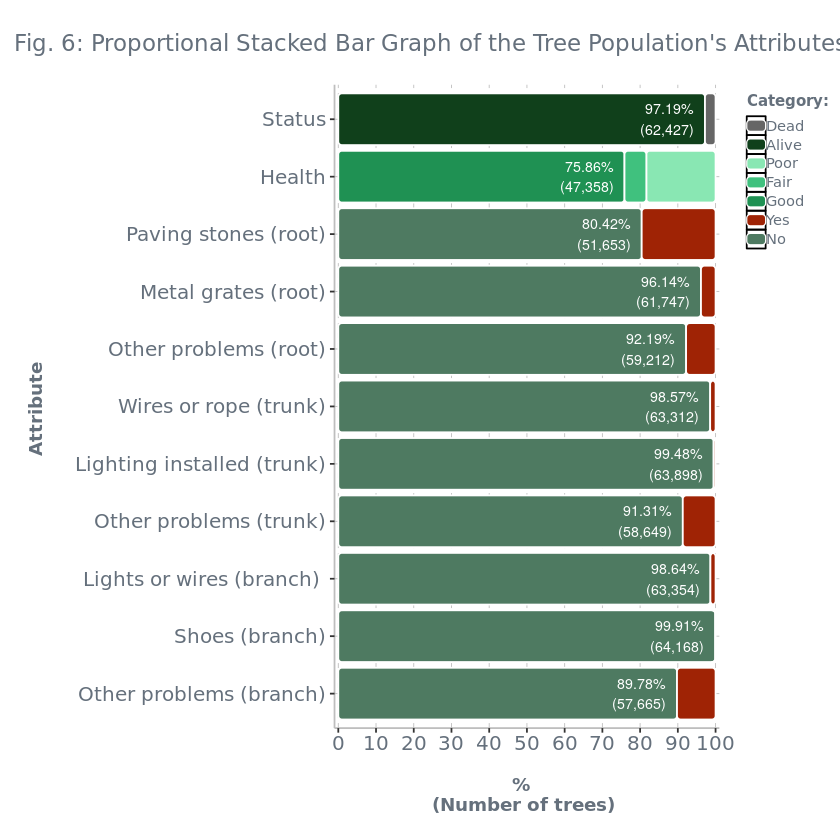 Fig. 6: Proportional Stacked Bar Graph of the Tree Population's Attributes
Category:
Dead
Alive
Poor
Fair
Good
Yes
No
Attribute
Status
97.19%
(62,427)
Health
75.86%
(47,358)
Paving stones (root)
80.42%
(51,653)
Metal grates (root)
96.14%
(61,747)
Other problems (root)
92.19%
(59,212)
Wires or rope (trunk)
98.57%
(63,312)
Lighting installed (trunk)
99.48%
(63,898)
Other problems (trunk)
91.31%
(58,649)
Lights or wires (branch)
98.64%
(63,354)
Shoes (branch)
99.91%
(64,168)
Other problems (branch)
89.78%
(57,665)
0 10 20 30 40 50 60 70 80 90 100
%
(Number of trees)